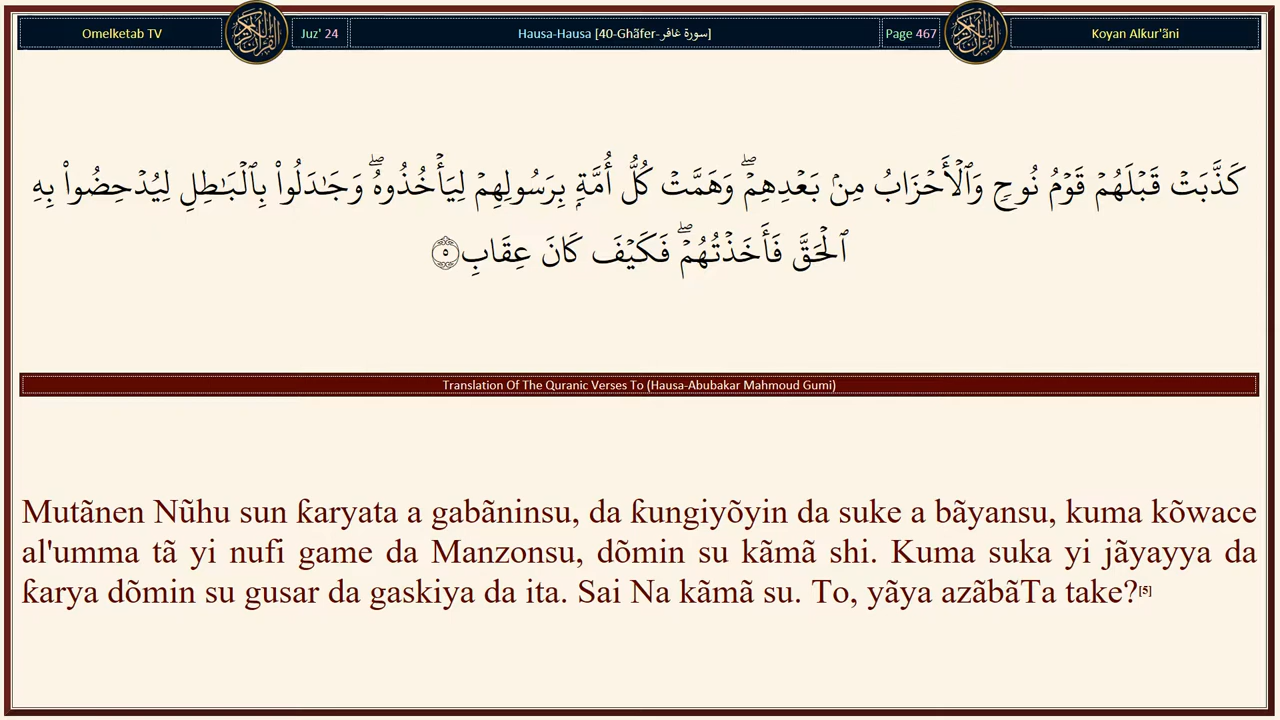 Omelketab TV
Juz' 24
Hausa-Hausa [40-Ghãfer-سورة غافر]
Page 467
Koyan Alƙur'ãni
كَذَّبَتۡ قَبۡلَهُمۡ قَوۡمُ نُوحٖ وَٱلۡأَحۡزَابُ مِنۢ بَعۡدِهِمۡۖ وَهَمَّتۡ كُلُّ أُمَّةِۭ بِرَسُولِهِمۡ لِيَأۡخُذُوهُۖ وَجَٰدَلُواْ بِٱلۡبَٰطِلِ لِيُدۡحِضُواْ بِهِ
ٱلۡحَقَّ فَأَخَذۡتُهُمۡۖ فَكَيۡفَ كَانَ عِقَابِ ٥
Translation Of The Quranic Verses To (Hausa-Abubakar Mahmoud Gumi)
Mutãnen Nũhu sun ƙaryata a gabãninsu, da ƙungiyõyin da suke a bãyansu, kuma kõwace
al'umma tã yi nufi game da Manzonsu, dõmin su kãmã shi. Kuma suka yi jãyayya da
ƙarya dõmin su gusar da gaskiya da ita. Sai Na kãmã su. To, yãya azãbãTa take?[5]